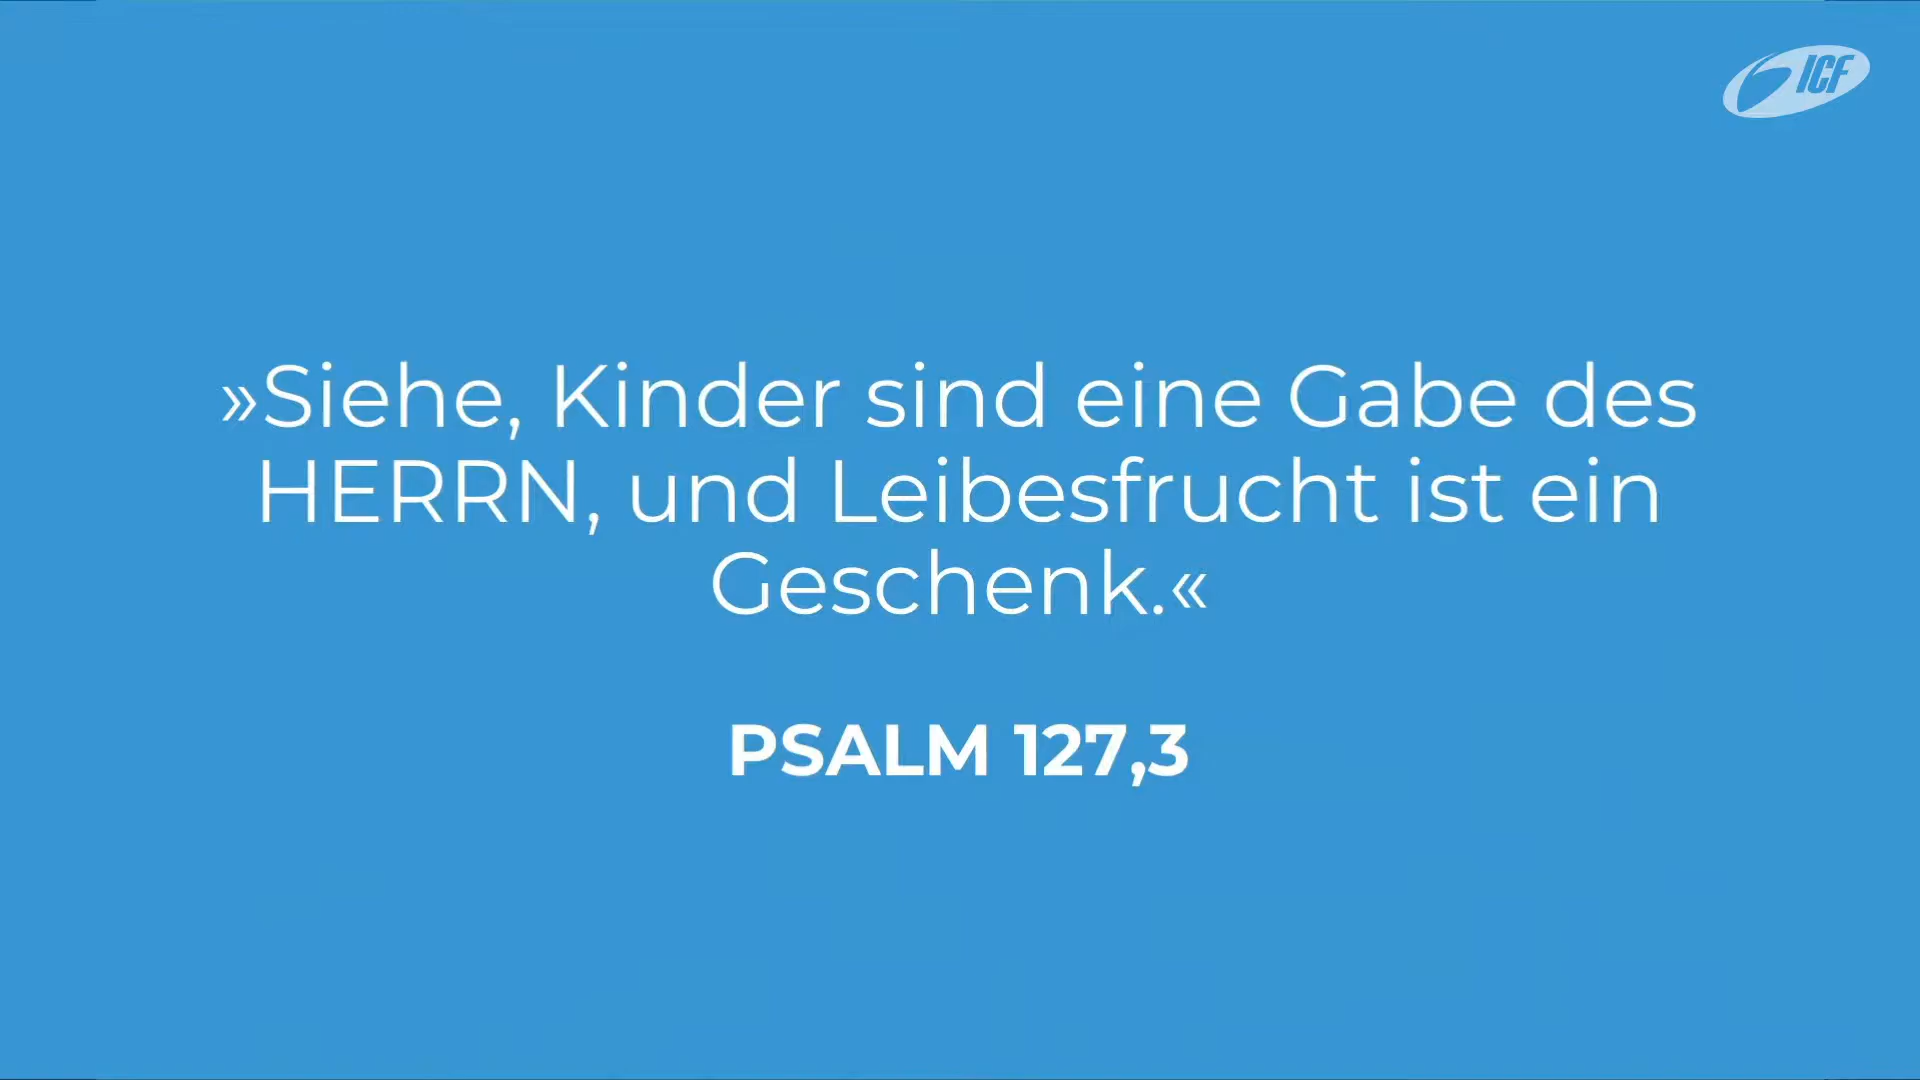 ICF
»Siehe, Kinder sind eine Gabe des
HERRN, und Leibesfrucht ist ein
Geschenk.«
PSALM 127,3